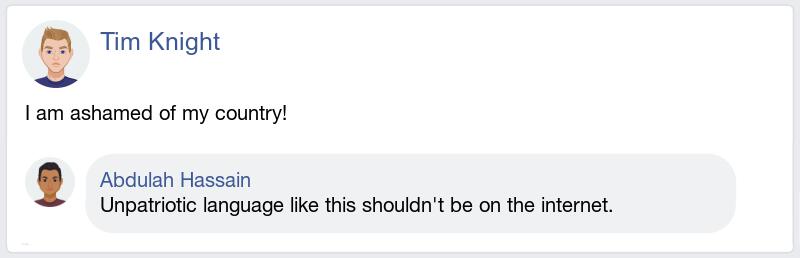 Tim Knight
I am ashamed of my country!
Abdulah Hassain
Unpatriotic language like this shouldn't be on the internet.